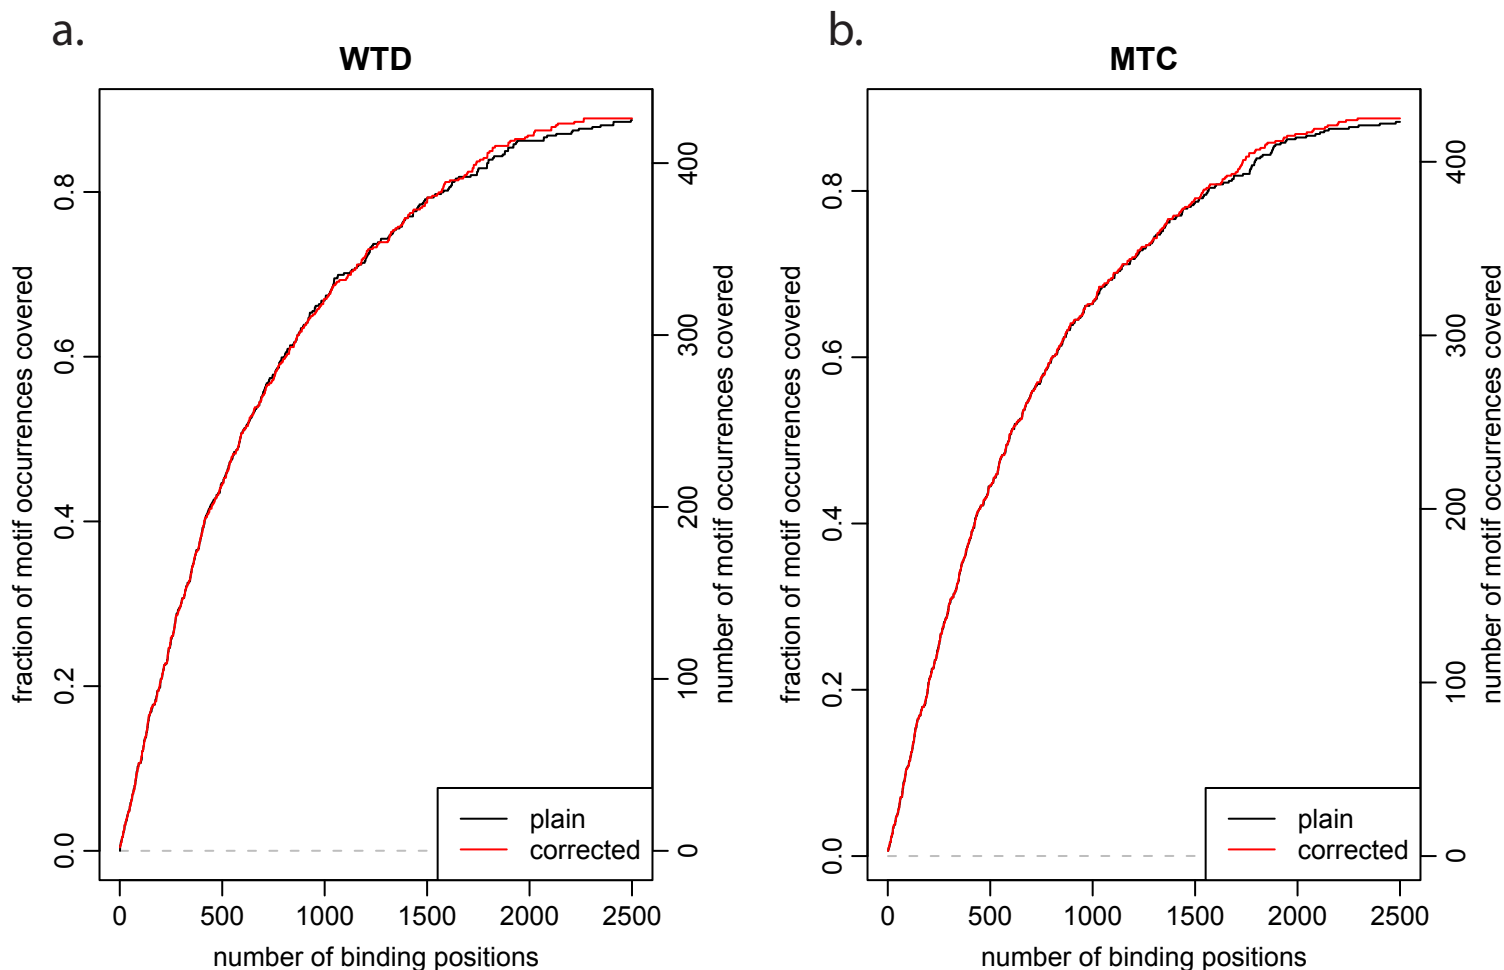 a.
WTD
fraction of motif occurrences covered
0.0
0.2
0.4
0.6
0.8
number of motif occurrences covered
0
100
200
300
400
plain
corrected
0 500 1000 1500 2000 2500
number of binding positions
b.
MTC
fraction of motif occurrences covered
0.0
0.2
0.4
0.6
0.8
number of motif occurrences covered
0
100
200
300
400
plain
corrected
0 500 1000 1500 2000 2500
number of binding positions